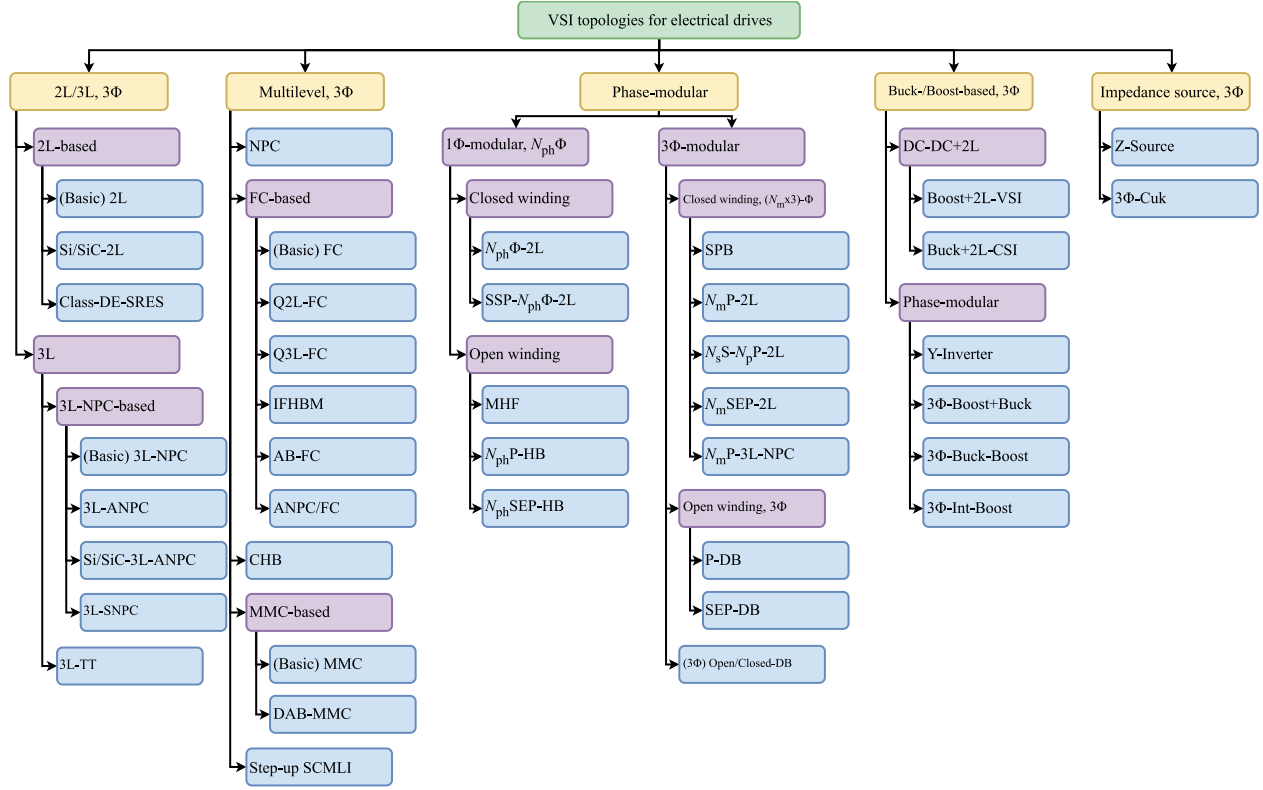 VSI topologies for electrical drives
2L/3L, 3Φ
2L-based
(Basic) 2L
Si/SiC-2L
Class-DE-SRES
3L
3L-NPC-based
(Basic) 3L-NPC
3L-ANPC
Si/SiC-3L-ANPC
3L-SNPC
3L-TT
Multilevel, 3Φ
NPC
FC-based
(Basic) FC
Q2L-FC
Q3L-FC
IFHBM
AB-FC
ANPC/FC
CHB
MMC-based
(Basic) MMC
DAB-MMC
Step-up SCMLI
Phase-modular
1Φ-modular, NphΦ
Closed winding
NphΦ-2L
SSP-NphΦ-2L
Open winding
MHF
NphP-HB
NphSEP-HB
3Φ-modular
Closed winding, (Nmx3)-Φ
SPB
NmP-2L
NsS-NpP-2L
NmSEP-2L
NmP-3L-NPC
Open winding, 3Φ
P-DB
SEP-DB
(3Φ) Open/Closed-DB
Buck-/Boost-based, 3Φ
DC-DC+2L
Boost+2L-VSI
Buck+2L-CSI
Phase-modular
Y-Inverter
3Φ-Boost+Buck
3Φ-Buck-Boost
3Φ-Int-Boost
Impedance source, 3Φ
Z-Source
3Φ-Cuk